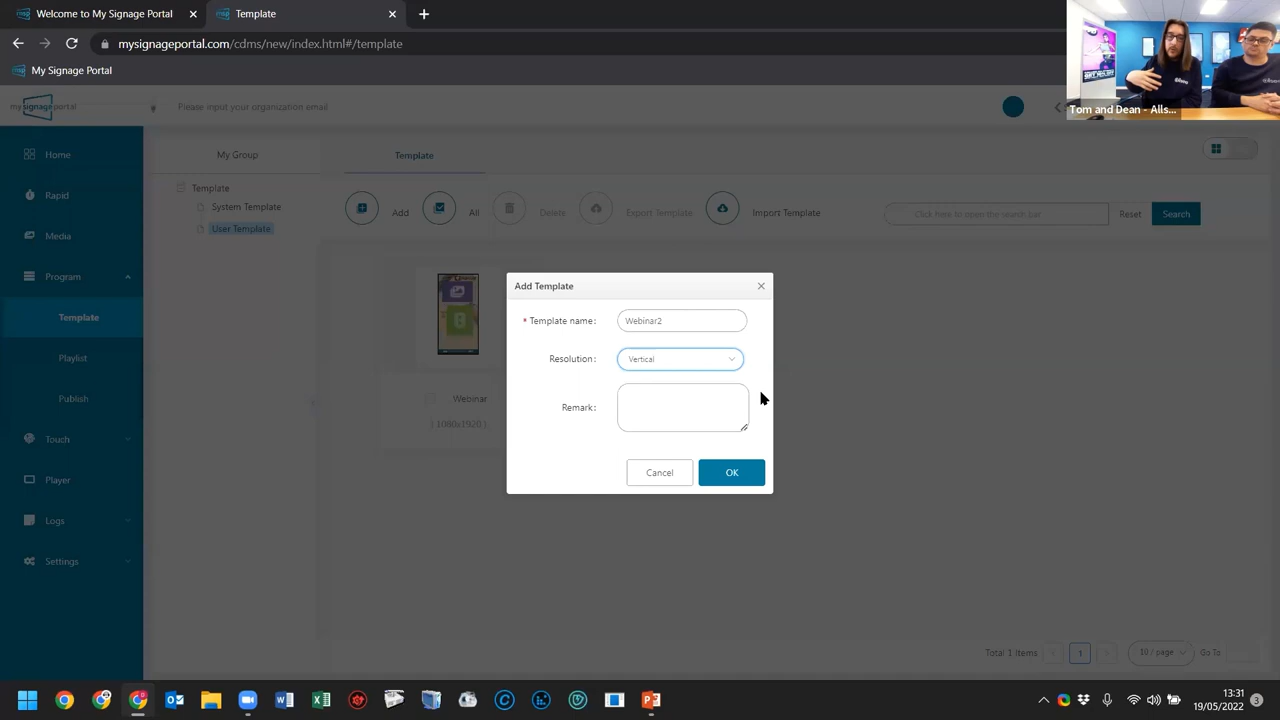 Welcome to My Signage Portal
Template
mysignageportal.com/cdms/new/index.html#/template
My Signage Portal
mysignageportal
Please input your organization email
Tom and Dean - Alls...
Home
Rapid
Media
Program
Template
Playlist
Publish
Touch
Player
Logs
Settings
My Group
Template
Template
System Template
User Template
Add
All
Delete
Export Template
Import Template
Click here to open the search bar
Reset
Search
Webinar
( 1080x1920 )
Add Template
* Template name:
Webinar2
Resolution:
Vertical
Remark:
Cancel
OK
Total 1 Items
1
10 / page
Go To
13:31
19/05/2022
3